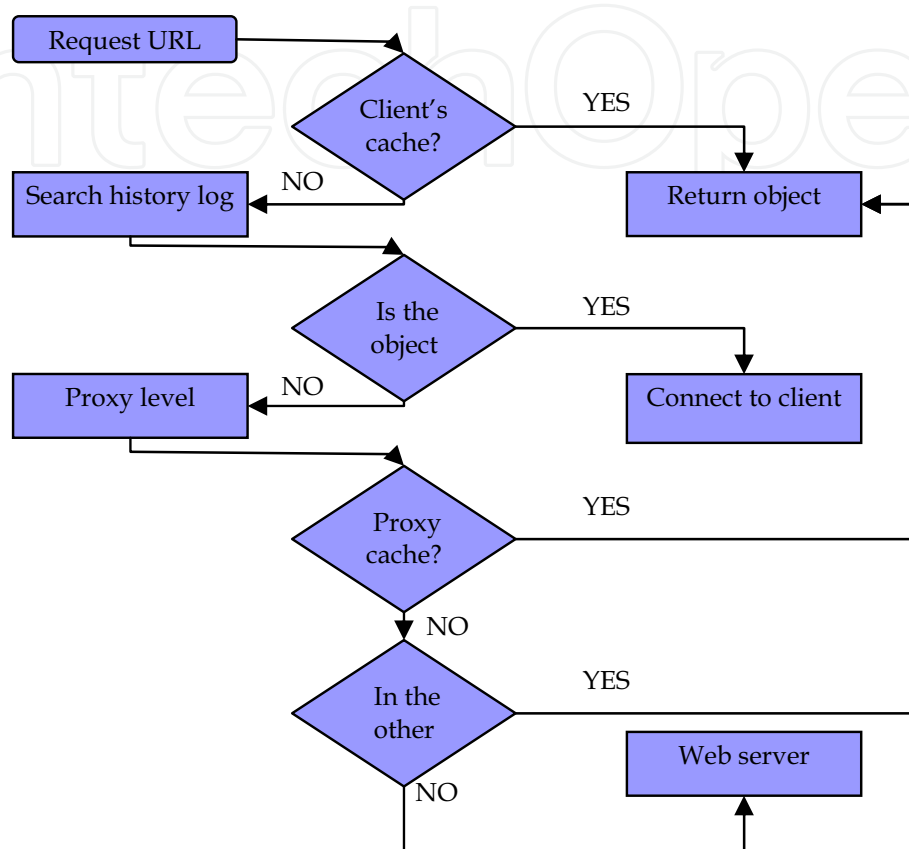 Request URL
Client's
cache?
YES
NO
Search history log
Return object
Is the
object
YES
NO
Proxy level
Connect to client
Proxy
cache?
YES
NO
In the
other
YES
Web server
NO